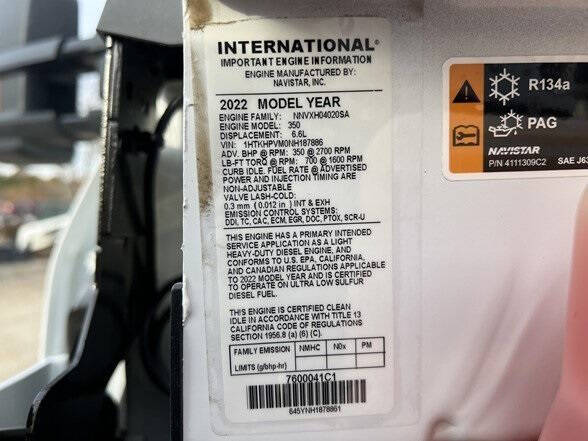 INTERNATIONAL®
IMPORTANT ENGINE INFORMATION
ENGINE MANUFACTURED BY:
NAVISTAR, INC.
2022 MODEL YEAR
ENGINE FAMILY: NNVXH04020SA
ENGINE MODEL: 350
DISPLACEMENT: 6.6L
VIN: 1HTKHPVM0NH187886
ADV. BHP @ RPM: 350 @ 2700 RPM
LB-FT TORQ @ RPM: 700 @ 1600 RPM
CURB IDLE. FUEL RATE @ ADVERTISED
POWER AND INJECTION TIMING ARE
NON-ADJUSTABLE
VALVE LASH-COLD:
0.3 mm (0.012 in) INT & EXH
EMISSION CONTROL SYSTEMS:
DDI, TC, CAC, ECM, EGR, DOC, PTOX, SCR-U
THIS ENGINE HAS A PRIMARY INTENDED
SERVICE APPLICATION AS A LIGHT
HEAVY-DUTY DIESEL ENGINE, AND
CONFORMS TO U.S. EPA, CALIFORNIA,
AND CANADIAN REGULATIONS APPLICABLE
TO 2022 MODEL YEAR AND IS CERTIFIED
TO OPERATE ON ULTRA LOW SULFUR
DIESEL FUEL.
THIS ENGINE IS CERTIFIED CLEAN
IDLE IN ACCORDANCE WITH TITLE 13
CALIFORNIA CODE OF REGULATIONS
SECTION 1956.8 (a) (6) (C).
FAMILY EMISSION NMHC N0x PM
LIMITS (g/bhp-hr)
7600041C1
645YNH1878861
R134a
PAG
NAVISTAR
P/N 4111309C2 SAE J63